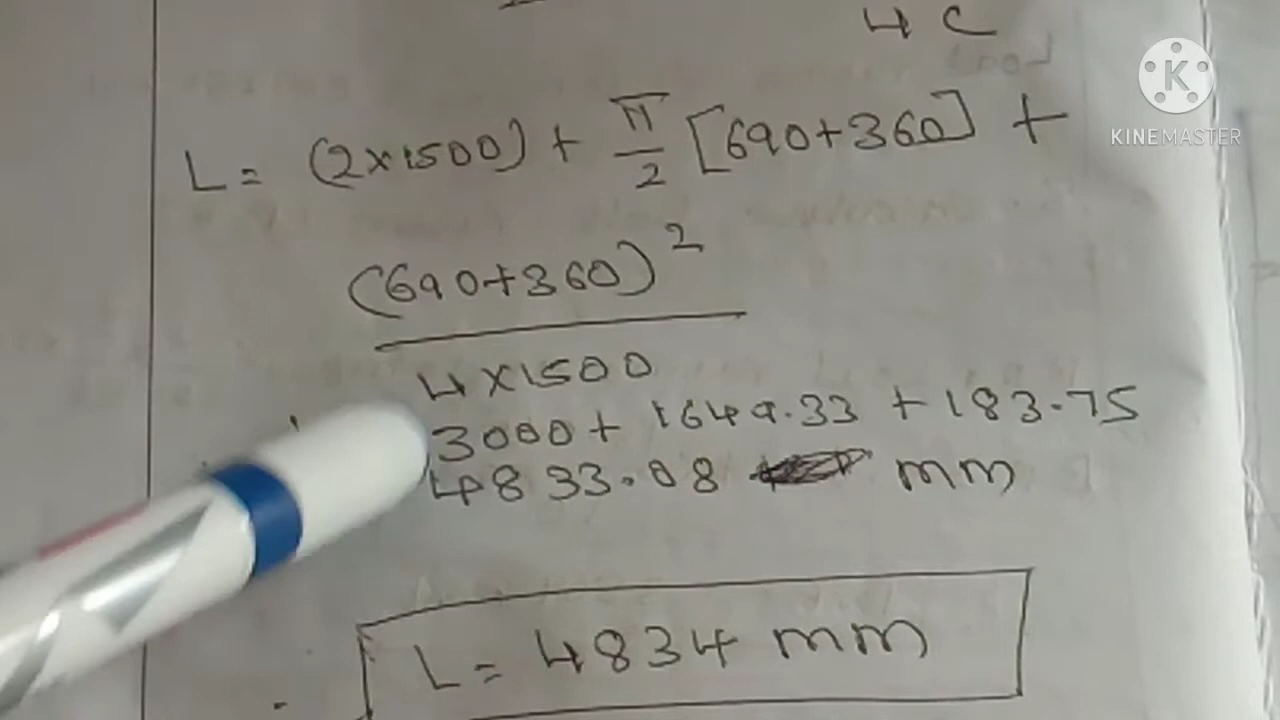 4 C
K
KINEMASTER
L = (2×1500) + π/2 [690+360] +
(690+360)²
4×1500
3000 + 1649.33 + 183.75
4833.08 mm
L = 4834 mm